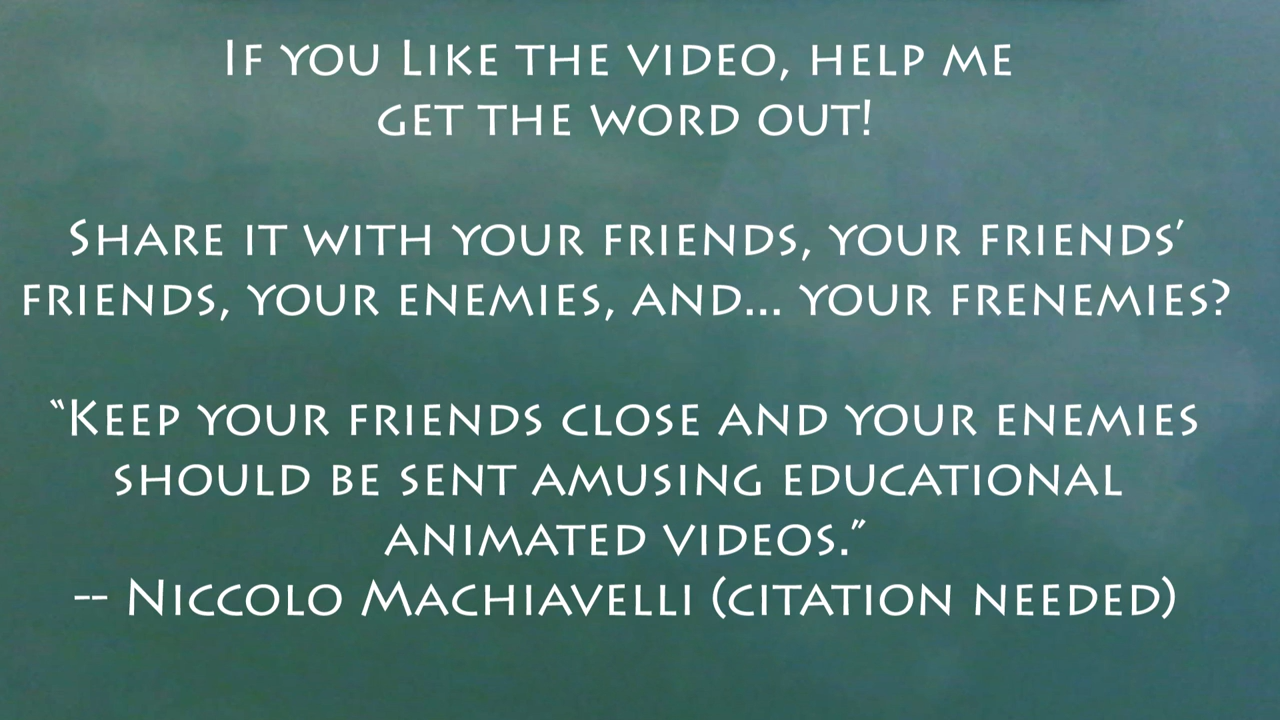 If you Like the video, help me
get the word out!
Share it with your friends, your friends’
friends, your enemies, and... your frenemies?
“Keep your friends close and your enemies
should be sent amusing educational
animated videos.”
-- Niccolo Machiavelli (citation needed)